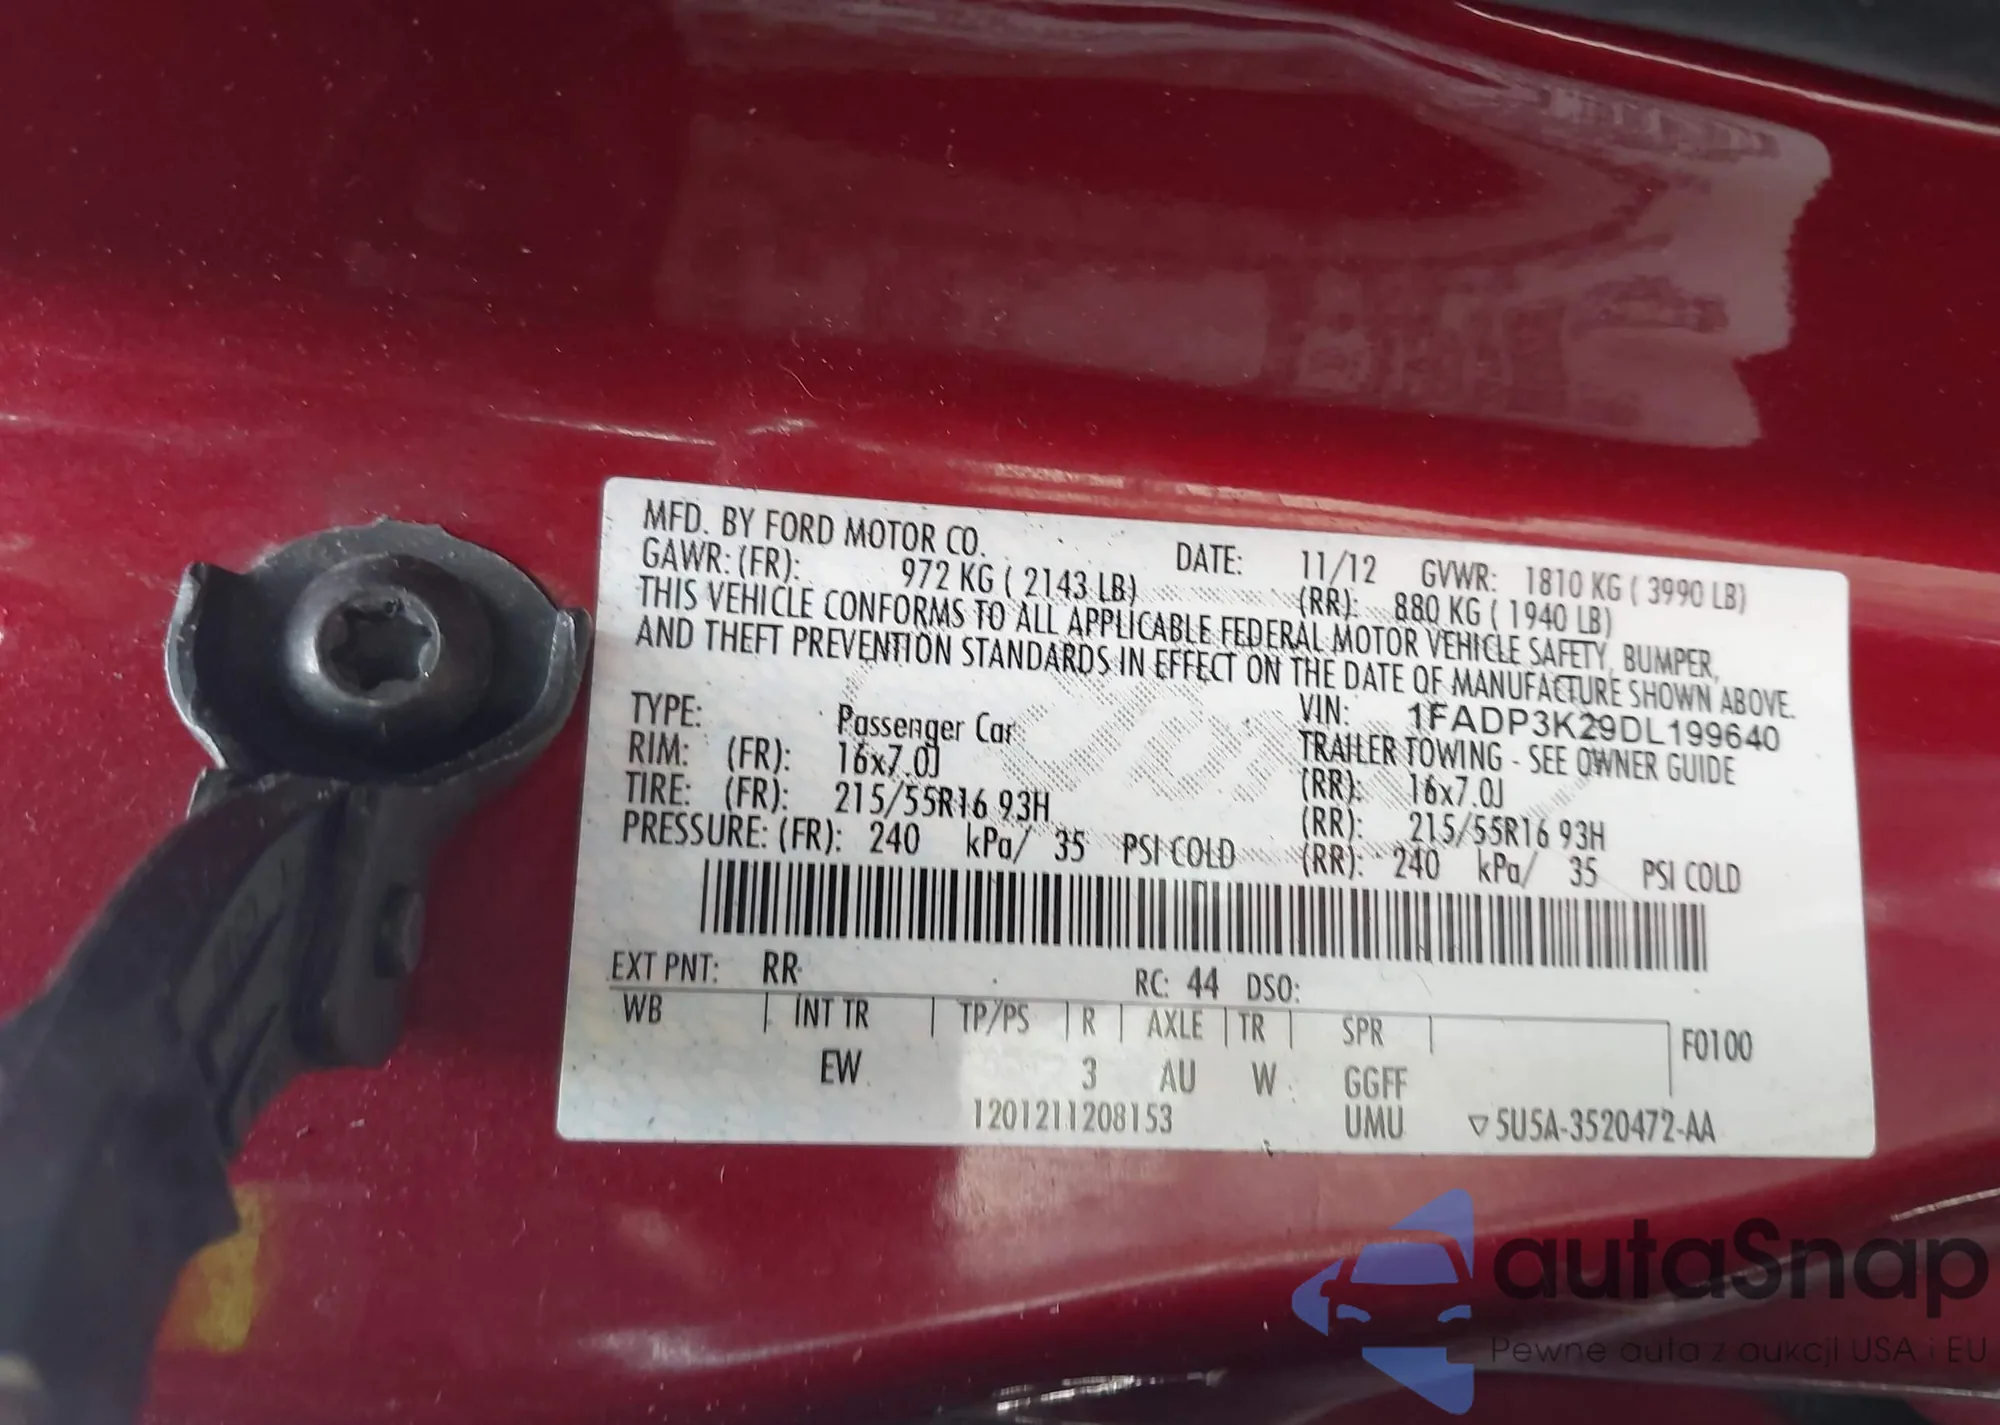 MFD. BY FORD MOTOR CO.
DATE: 11/12 GVWR: 1810 KG ( 3990 LB)
GAWR: (FR): 972 KG ( 2143 LB) (RR): 880 KG ( 1940 LB)
THIS VEHICLE CONFORMS TO ALL APPLICABLE FEDERAL MOTOR VEHICLE SAFETY, BUMPER,
AND THEFT PREVENTION STANDARDS IN EFFECT ON THE DATE OF MANUFACTURE SHOWN ABOVE.
VIN: 1FADP3K29DL199640
TYPE: Passenger Car TRAILER TOWING - SEE OWNER GUIDE
RIM: (FR): 16x7.0J (RR): 16x7.0J
TIRE: (FR): 215/55R16 93H (RR): 215/55R16 93H
PRESSURE: (FR): 240 kPa/ 35 PSI COLD (RR): 240 kPa/ 35 PSI COLD
EXT PNT: RR RC: 44 DSO:
WB | INT TR | TP/PS | R | AXLE | TR | SPR | F0100
EW 3 AU W GGFF
1201211208153 UMU ▽ 5U5A-3520472-AA
autaSnap
Pewne auta z aukcji USA i EU